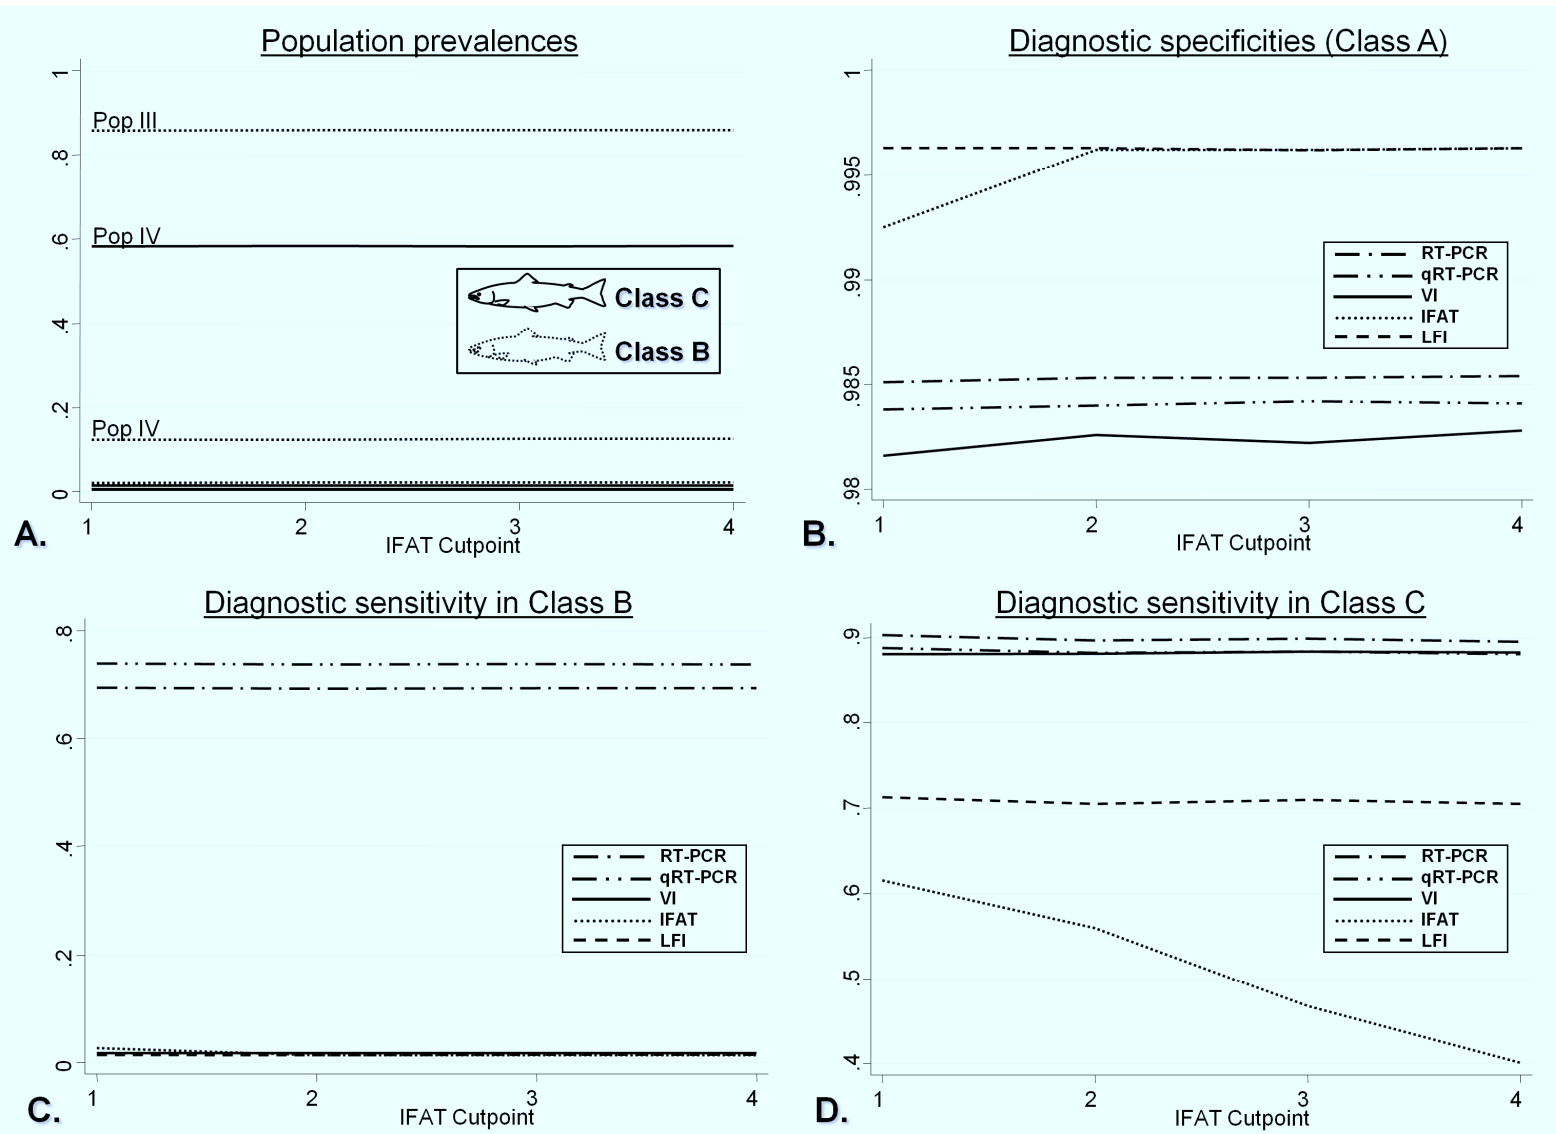 Population prevalences
1
.8
.6
.4
.2
0
Pop III
Pop IV
Pop IV
Class C
Class B
1 2 3 4
IFAT Cutpoint
A.
Diagnostic specificities (Class A)
1
.995
.99
.985
.98
RT-PCR
qRT-PCR
VI
IFAT
LFI
1 2 3 4
IFAT Cutpoint
B.
Diagnostic sensitivity in Class B
.8
.6
.4
.2
0
RT-PCR
qRT-PCR
VI
IFAT
LFI
1 2 3 4
IFAT Cutpoint
C.
Diagnostic sensitivity in Class C
.9
.8
.7
.6
.5
.4
RT-PCR
qRT-PCR
VI
IFAT
LFI
1 2 3 4
IFAT Cutpoint
D.